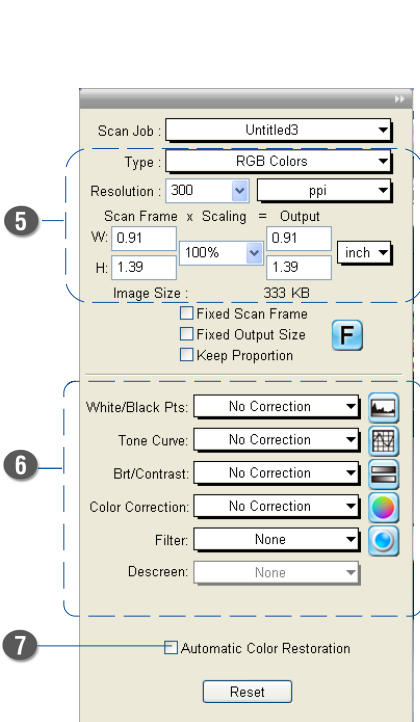 Scan Job : Untitled3
Type : RGB Colors
Resolution : 300 ppi
Scan Frame x Scaling = Output
W: 0.91 100% 0.91 inch
H: 1.39 1.39
Image Size : 333 KB
Fixed Scan Frame
Fixed Output Size
Keep Proportion
F
5
White/Black Pts: No Correction
Tone Curve: No Correction
Brt/Contrast: No Correction
Color Correction: No Correction
Filter: None
Descreen: None
6
7
Automatic Color Restoration
Reset